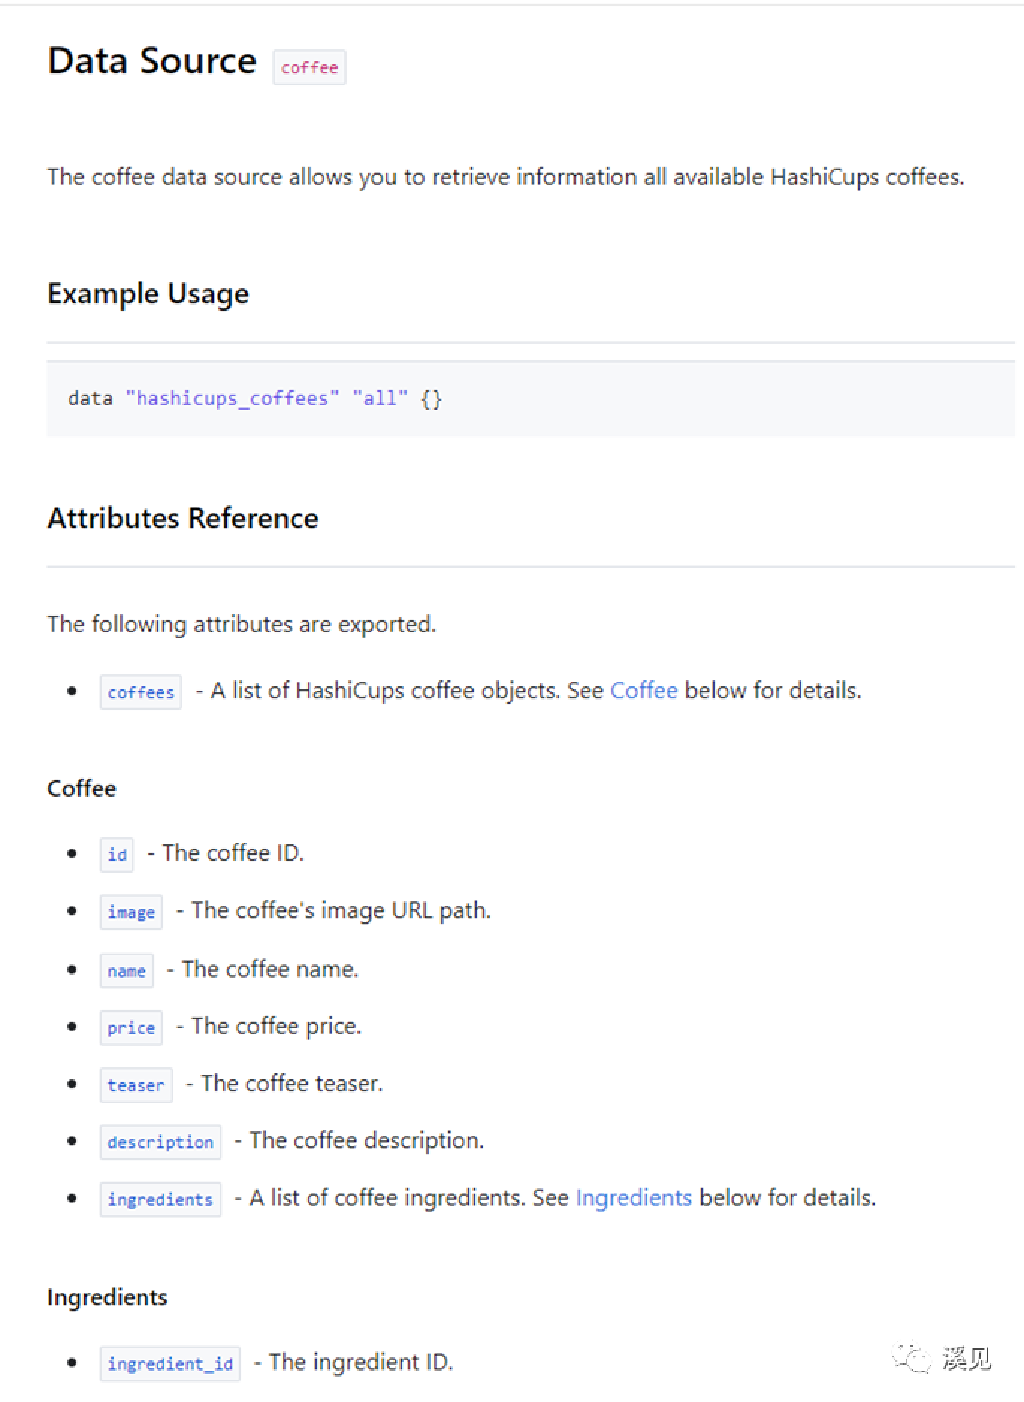 Data Source coffee
The coffee data source allows you to retrieve information all available HashiCups coffees.
Example Usage
data "hashicups_coffees" "all" {}
Attributes Reference
The following attributes are exported.
• coffees - A list of HashiCups coffee objects. See Coffee below for details.
Coffee
• id - The coffee ID.
• image - The coffee's image URL path.
• name - The coffee name.
• price - The coffee price.
• teaser - The coffee teaser.
• description - The coffee description.
• ingredients - A list of coffee ingredients. See Ingredients below for details.
Ingredients
• ingredient_id - The ingredient ID.
溪见